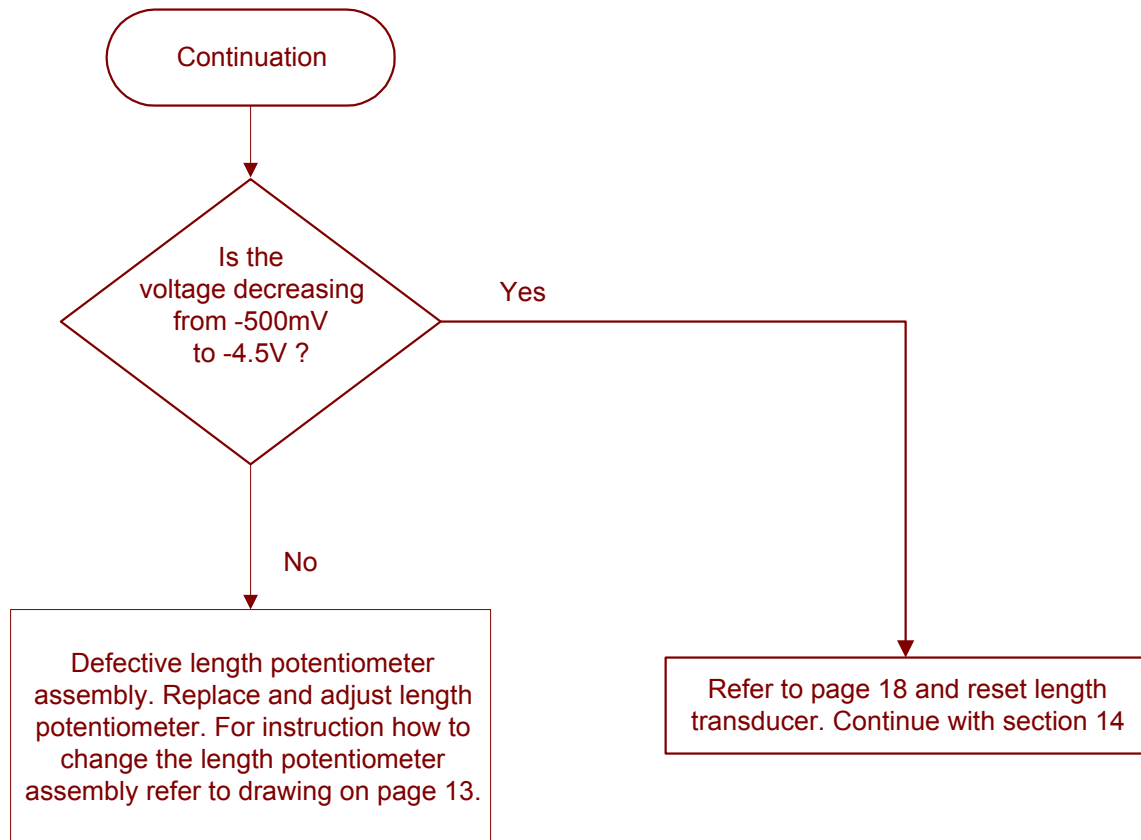 Continuation
Is the
voltage decreasing
from -500mV
to -4.5V ?
Yes
No
Defective length potentiometer
assembly. Replace and adjust length
potentiometer. For instruction how to
change the length potentiometer
assembly refer to drawing on page 13.
Refer to page 18 and reset length
transducer. Continue with section 14